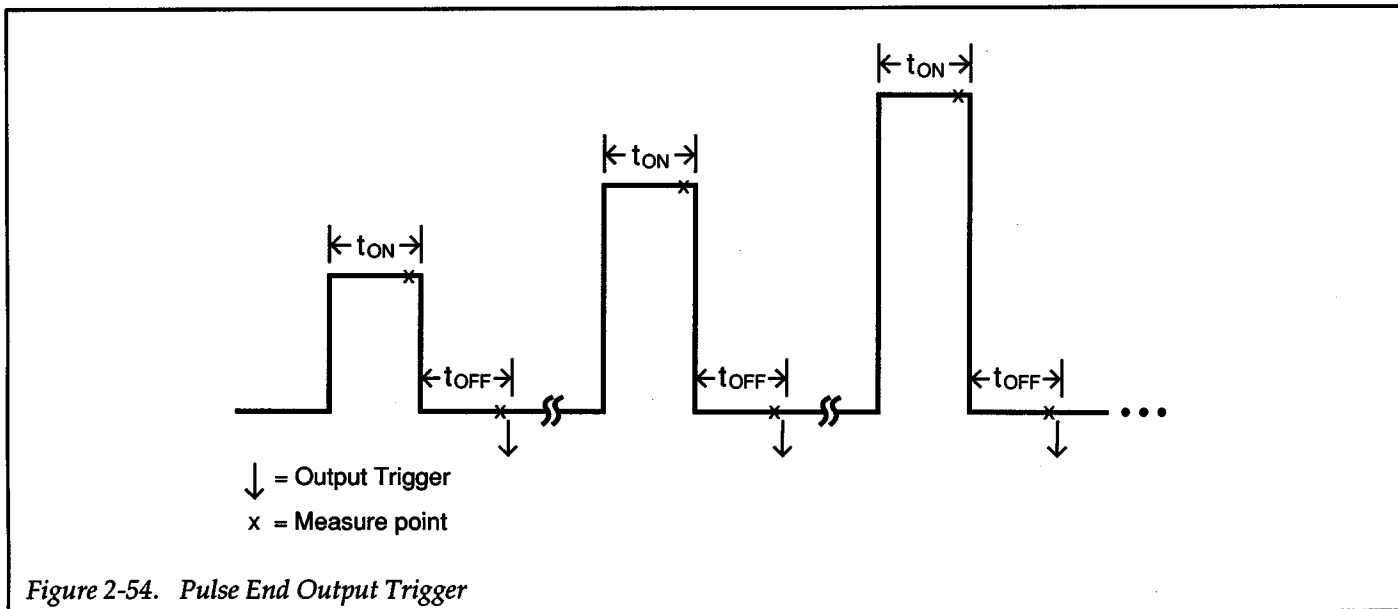 tON
tON
tON
tOFF
tOFF
tOFF
•••
↓ = Output Trigger
x = Measure point
Figure 2-54. Pulse End Output Trigger